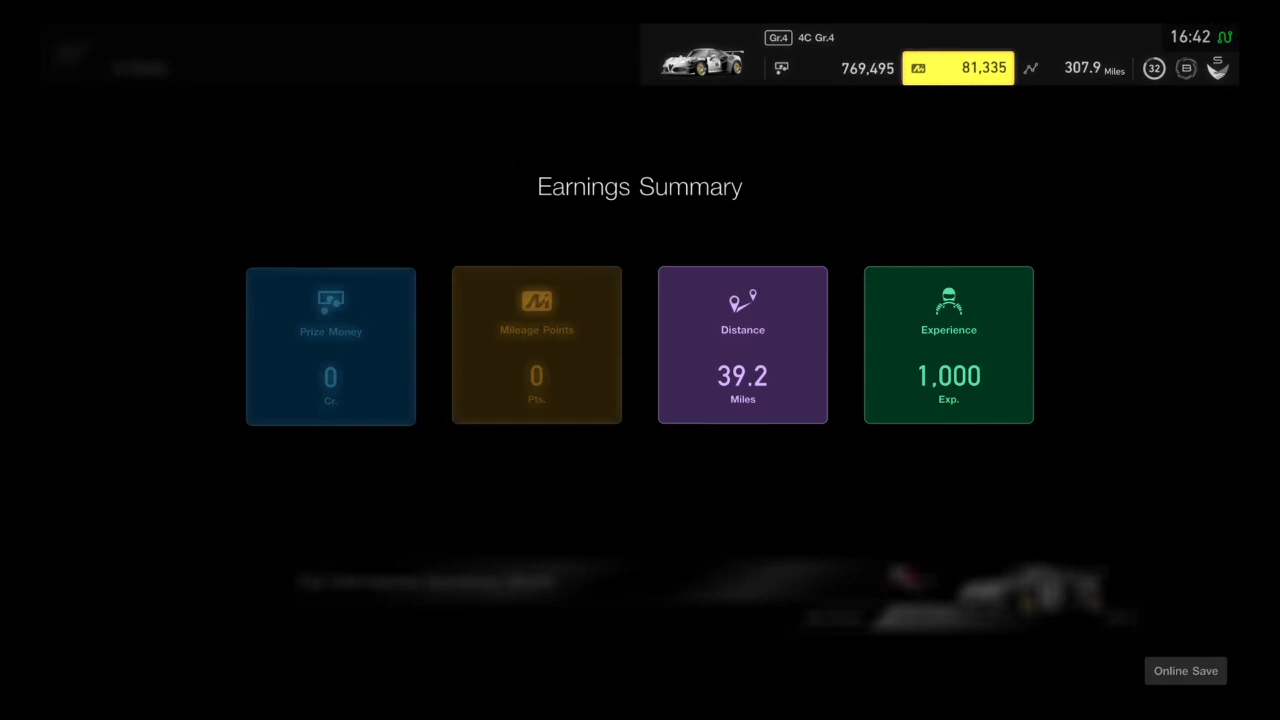 Gr.4 4C Gr.4
16:42
769,495
81,335
307.9 Miles
32
B
S
Earnings Summary
Prize Money
0
Cr.
Mileage Points
0
Pts.
Distance
39.2
Miles
Experience
1,000
Exp.
Online Save